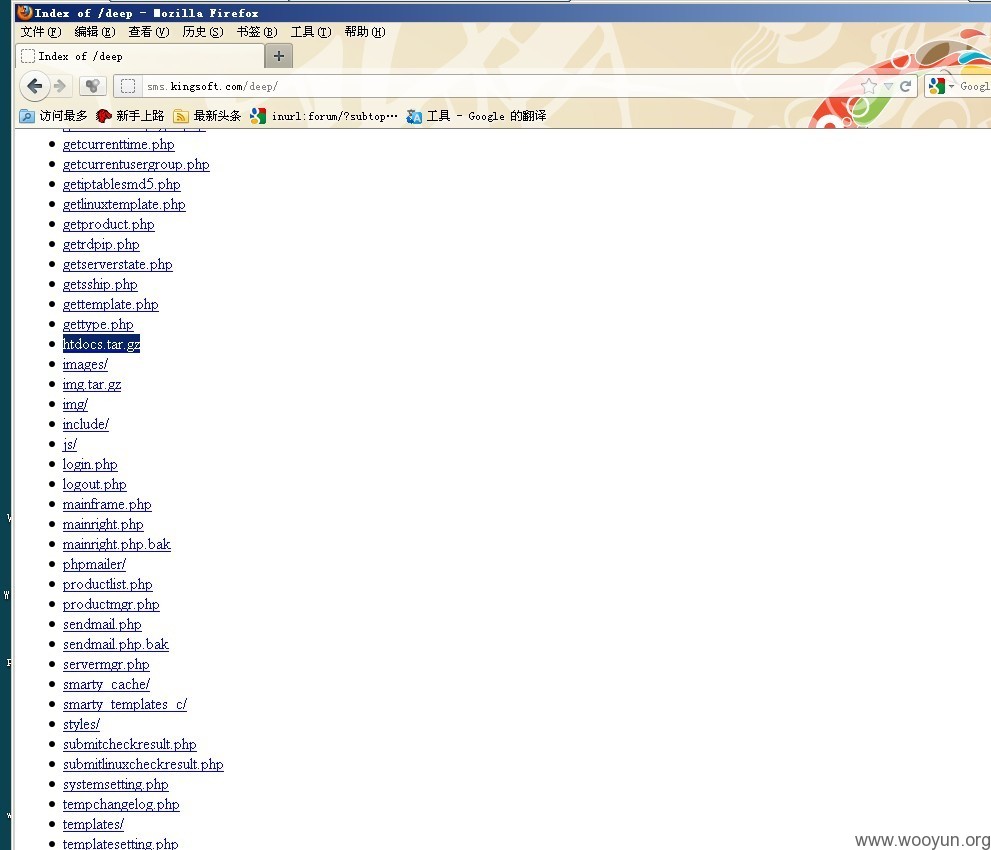 Index of /deep - Mozilla Firefox
文件(F) 编辑(E) 查看(V) 历史(S) 书签(B) 工具(T) 帮助(H)
Index of /deep
sms.kingsoft.com/deep/
Googl
访问最多 新手上路 最新头条 inurl:forum/?subtop… 工具 - Google 的翻译
getcurrenttime.php
getcurrentusergroup.php
getiptablesmd5.php
getlinuxtemplate.php
getproduct.php
getrdpip.php
getserverstate.php
getsship.php
gettemplate.php
gettype.php
htdocs.tar.gz
images/
img.tar.gz
img/
include/
js/
login.php
logout.php
mainframe.php
mainright.php
mainright.php.bak
phpmailer/
productlist.php
productmgr.php
sendmail.php
sendmail.php.bak
servermgr.php
smarty_cache/
smarty_templates_c/
styles/
submitcheckresult.php
submitlinuxcheckresult.php
systemsetting.php
tempchangelog.php
templates/
templatesetting.php
www.wooyun.org